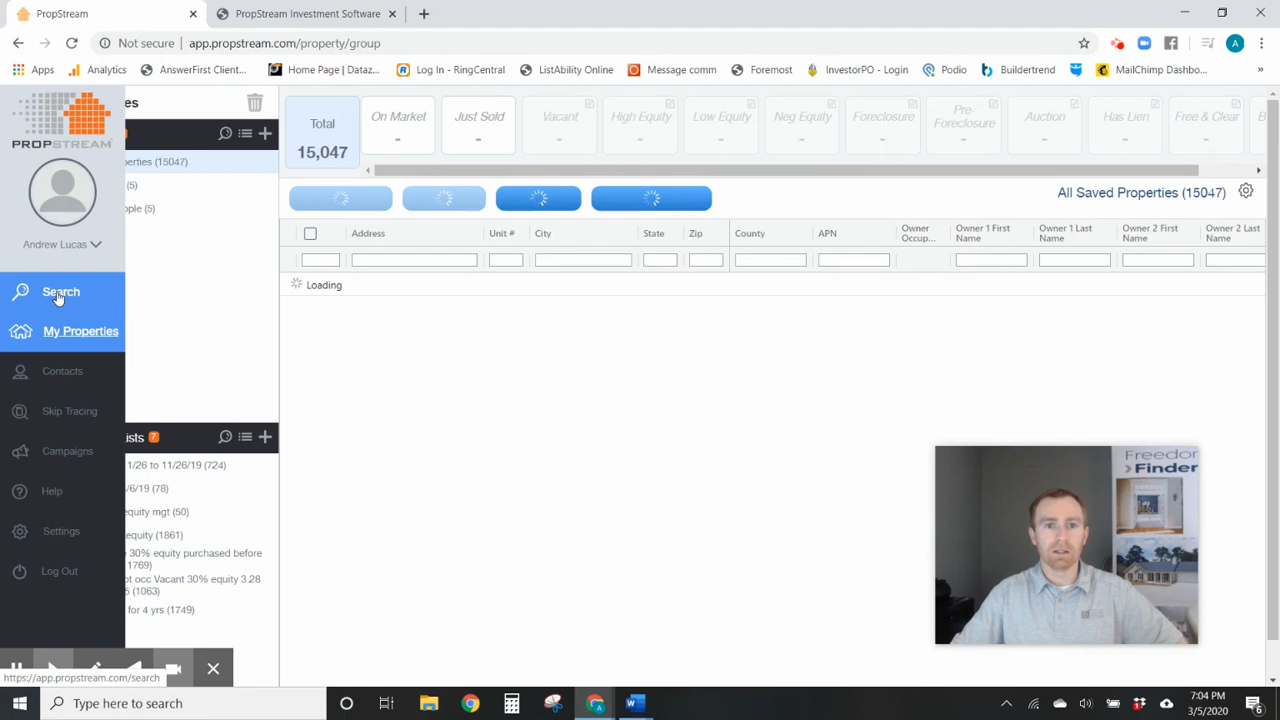 PropStream
PropStream Investment Software
Not secure
app.propstream.com/property/group
Apps
Analytics
AnswerFirst Client...
Home Page | Dataz...
Log In - RingCentral
ListAbility Online
Message comm
Foremost
InvestorPO - Login
Podio
Buildertrend
MailChimp Dashbo...
A
PROPSTREAM
Andrew Lucas
Search
My Properties
Contacts
Skip Tracing
Campaigns
Help
Settings
Log Out
es
perties (15047)
(5)
ople (5)
ists 7
1/26 to 11/26/19 (724)
/6/19 (78)
equity mgt (50)
equity (1861)
30% equity purchased before
(1769)
ot occ Vacant 30% equity 3.28
5 (1063)
for 4 yrs (1749)
Total
15,047
On Market
-
Just Sold
-
Vacant
-
High Equity
-
Low Equity
-
Neg Equity
-
Foreclosure
-
Pre-
Foreclosure
-
Auction
-
Has Lien
-
Free & Clear
-
B
All Saved Properties (15047)
Address
Unit #
City
State
Zip
County
APN
Owner
Occup...
Owner 1 First
Name
Owner 1 Last
Name
Owner 2 First
Name
Owner 2 Last
Name
Loading
Freedom
Finder
https://app.propstream.com/search
Type here to search
7:04 PM
3/5/2020
6